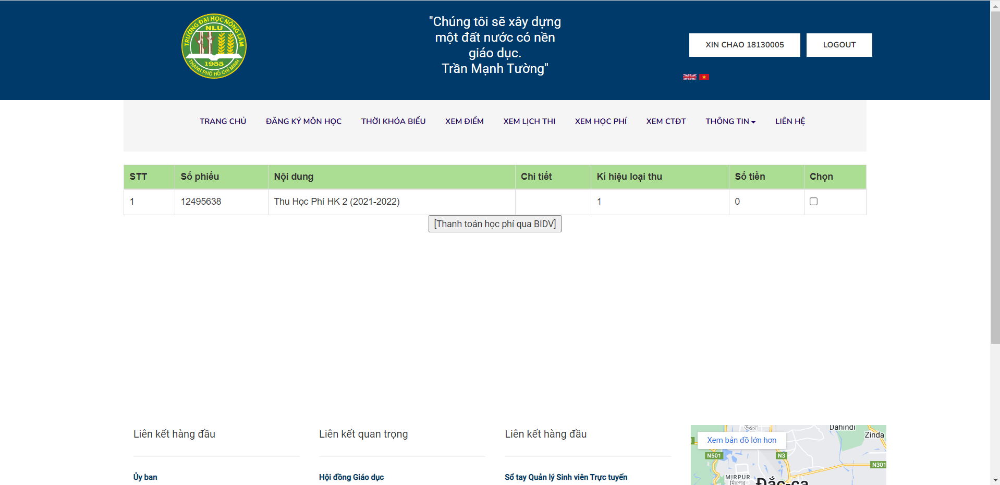 TRƯỜNG ĐẠI HỌC NÔNG LÂM
NLU
1955
THÀNH PHỐ HỒ CHÍ MINH
"Chúng tôi sẽ xây dựng
một đất nước có nền
giáo dục.
Trần Mạnh Tường"
XIN CHAO 18130005
LOGOUT
TRANG CHỦ ĐĂNG KÝ MÔN HỌC THỜI KHÓA BIỂU XEM ĐIỂM XEM LỊCH THI XEM HỌC PHÍ XEM CTĐT THÔNG TIN LIÊN HỆ
STT Số phiếu Nội dung Chi tiết Kí hiệu loại thu Số tiền Chọn
1 12495638 Thu Học Phí HK 2 (2021-2022) 1 0
[Thanh toán học phí qua BIDV]
Liên kết hàng đầu
Ủy ban
Liên kết quan trọng
Hội đồng Giáo dục
Liên kết hàng đầu
Sổ tay Quản lý Sinh viên Trực tuyến
উত্তরা
Dahindi
Zinda
Xem bản đồ lớn hơn
N501
N3
N301
MIRPUR
মিরপুর
Đắc-ca